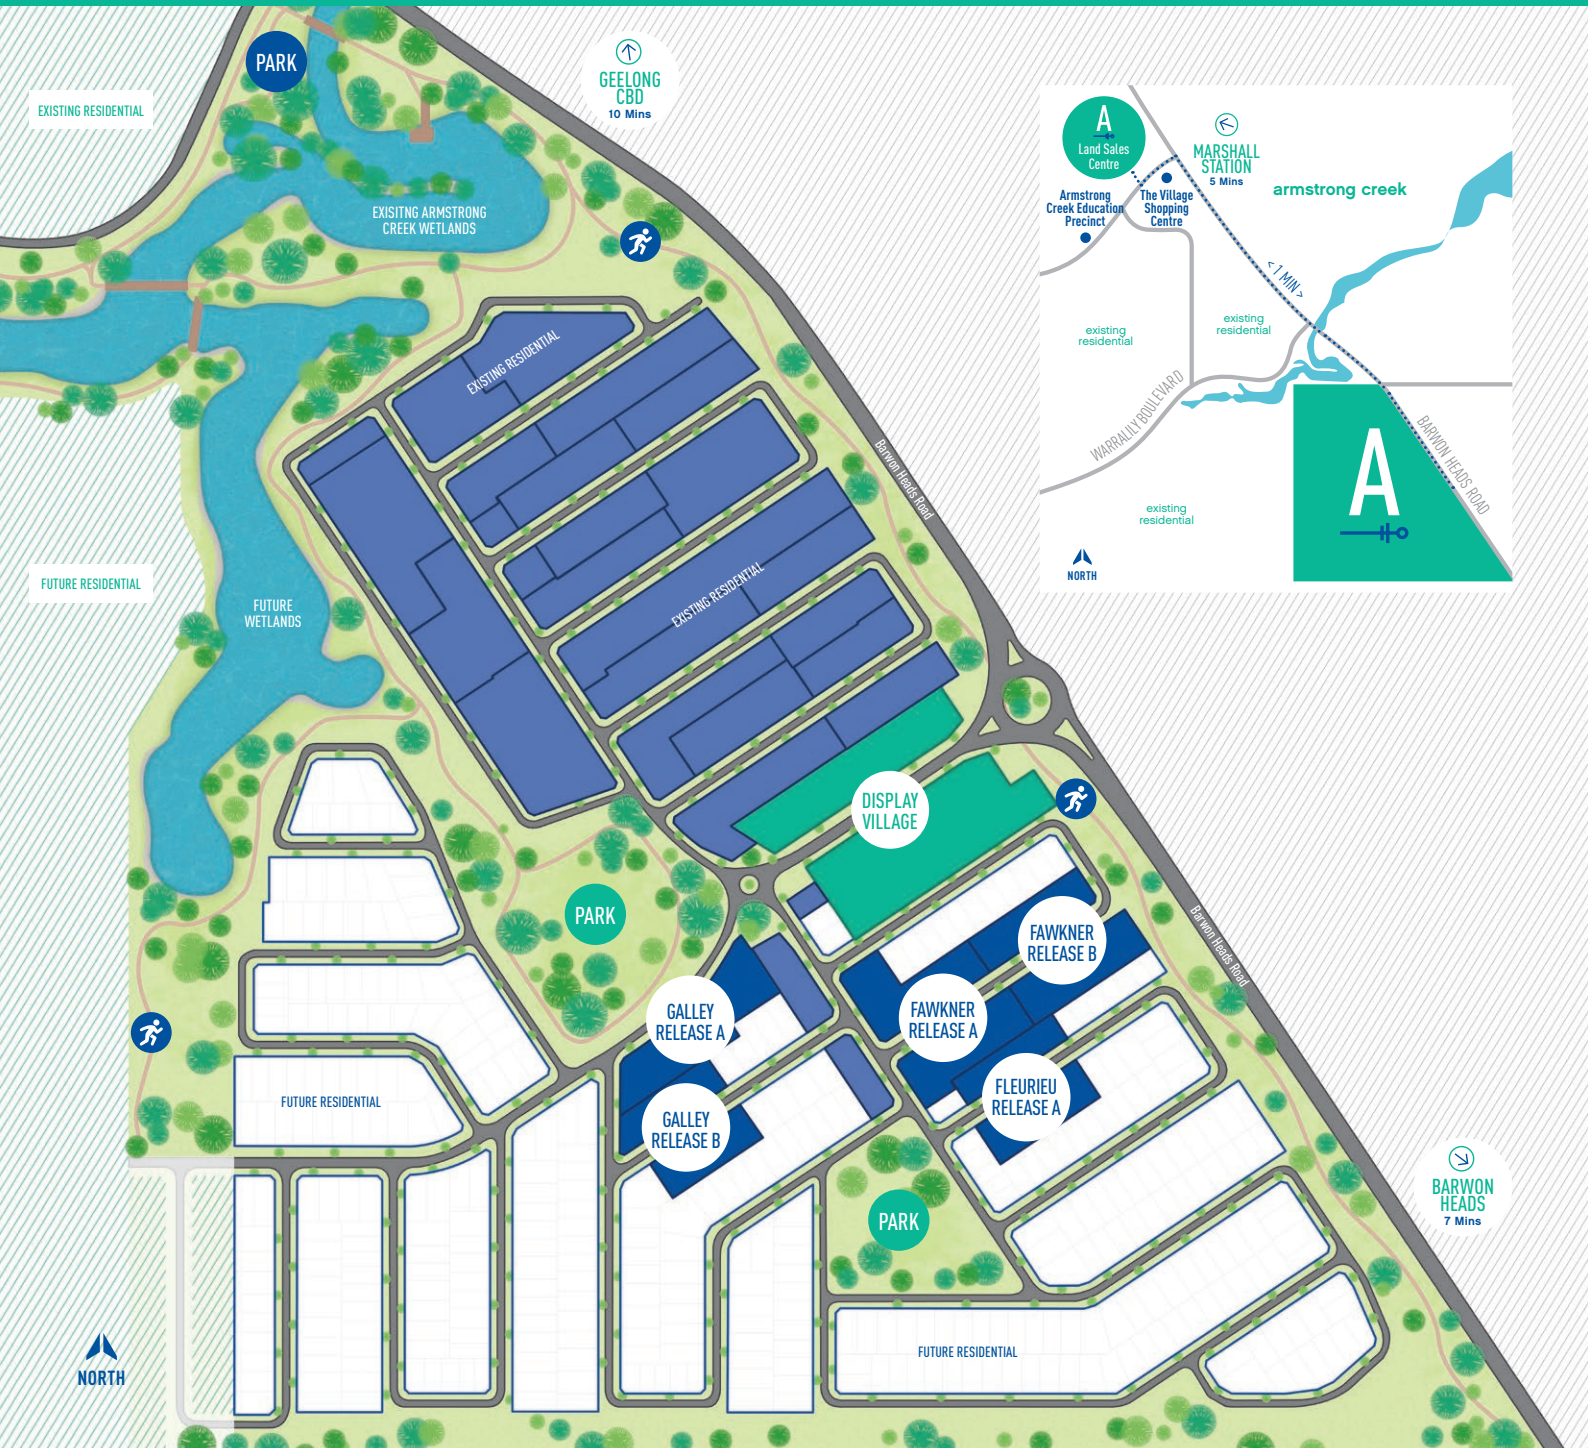 PARK
EXISTING RESIDENTIAL
GEELONG
CBD
10 Mins
EXISITNG ARMSTRONG
CREEK WETLANDS
A
Land Sales
Centre
MARSHALL
STATION
5 Mins
armstrong creek
Armstrong
Creek Education
Precinct
The Village
Shopping
Centre
< 1 MIN >
existing
residential
existing
residential
WARRALILY BOULEVARD
BARWON HEADS ROAD
A
existing
residential
NORTH
EXISTING RESIDENTIAL
Barwon Heads Road
FUTURE RESIDENTIAL
FUTURE
WETLANDS
EXISTING RESIDENTIAL
DISPLAY
VILLAGE
PARK
FAWKNER
RELEASE B
Barwon Heads Road
GALLEY
RELEASE A
FAWKNER
RELEASE A
FUTURE RESIDENTIAL
FLEURIEU
RELEASE A
GALLEY
RELEASE B
PARK
BARWON
HEADS
7 Mins
FUTURE RESIDENTIAL
NORTH